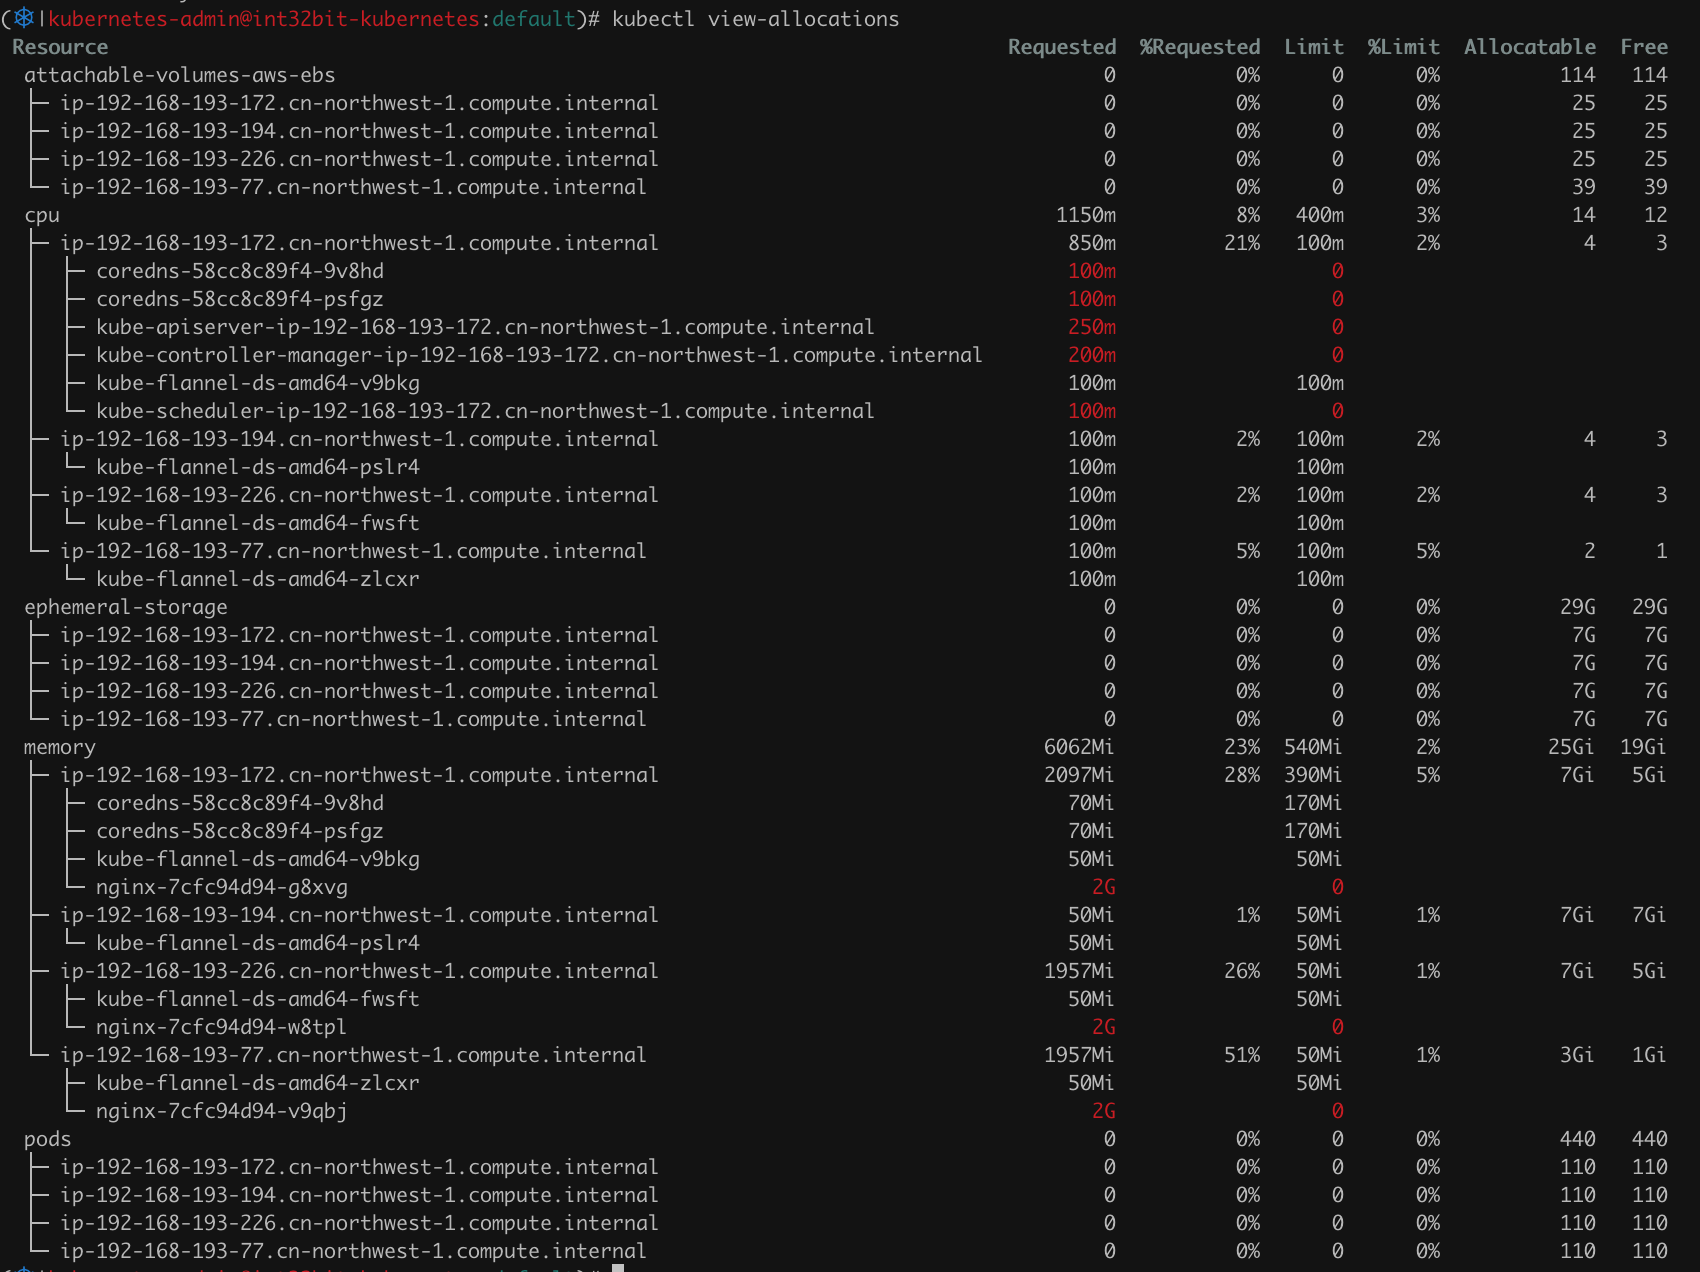 (⎈|kubernetes-admin@int32bit-kubernetes:default)# kubectl view-allocations
Resource Requested %Requested Limit %Limit Allocatable Free
attachable-volumes-aws-ebs 0 0% 0 0% 114 114
├─ ip-192-168-193-172.cn-northwest-1.compute.internal 0 0% 0 0% 25 25
├─ ip-192-168-193-194.cn-northwest-1.compute.internal 0 0% 0 0% 25 25
├─ ip-192-168-193-226.cn-northwest-1.compute.internal 0 0% 0 0% 25 25
└─ ip-192-168-193-77.cn-northwest-1.compute.internal 0 0% 0 0% 39 39
cpu 1150m 8% 400m 3% 14 12
├─ ip-192-168-193-172.cn-northwest-1.compute.internal 850m 21% 100m 2% 4 3
│ ├─ coredns-58cc8c89f4-9v8hd 100m 0
│ ├─ coredns-58cc8c89f4-psfgz 100m 0
│ ├─ kube-apiserver-ip-192-168-193-172.cn-northwest-1.compute.internal 250m 0
│ ├─ kube-controller-manager-ip-192-168-193-172.cn-northwest-1.compute.internal 200m 0
│ ├─ kube-flannel-ds-amd64-v9bkg 100m 100m
│ └─ kube-scheduler-ip-192-168-193-172.cn-northwest-1.compute.internal 100m 0
├─ ip-192-168-193-194.cn-northwest-1.compute.internal 100m 2% 100m 2% 4 3
│ └─ kube-flannel-ds-amd64-pslr4 100m 100m
├─ ip-192-168-193-226.cn-northwest-1.compute.internal 100m 2% 100m 2% 4 3
│ └─ kube-flannel-ds-amd64-fwsft 100m 100m
└─ ip-192-168-193-77.cn-northwest-1.compute.internal 100m 5% 100m 5% 2 1
└─ kube-flannel-ds-amd64-zlcxr 100m 100m
ephemeral-storage 0 0% 0 0% 29G 29G
├─ ip-192-168-193-172.cn-northwest-1.compute.internal 0 0% 0 0% 7G 7G
├─ ip-192-168-193-194.cn-northwest-1.compute.internal 0 0% 0 0% 7G 7G
├─ ip-192-168-193-226.cn-northwest-1.compute.internal 0 0% 0 0% 7G 7G
└─ ip-192-168-193-77.cn-northwest-1.compute.internal 0 0% 0 0% 7G 7G
memory 6062Mi 23% 540Mi 2% 25Gi 19Gi
├─ ip-192-168-193-172.cn-northwest-1.compute.internal 2097Mi 28% 390Mi 5% 7Gi 5Gi
│ ├─ coredns-58cc8c89f4-9v8hd 70Mi 170Mi
│ ├─ coredns-58cc8c89f4-psfgz 70Mi 170Mi
│ ├─ kube-flannel-ds-amd64-v9bkg 50Mi 50Mi
│ └─ nginx-7cfc94d94-g8xvg 2G 0
├─ ip-192-168-193-194.cn-northwest-1.compute.internal 50Mi 1% 50Mi 1% 7Gi 7Gi
│ └─ kube-flannel-ds-amd64-pslr4 50Mi 50Mi
├─ ip-192-168-193-226.cn-northwest-1.compute.internal 1957Mi 26% 50Mi 1% 7Gi 5Gi
│ ├─ kube-flannel-ds-amd64-fwsft 50Mi 50Mi
│ └─ nginx-7cfc94d94-w8tpl 2G 0
└─ ip-192-168-193-77.cn-northwest-1.compute.internal 1957Mi 51% 50Mi 1% 3Gi 1Gi
├─ kube-flannel-ds-amd64-zlcxr 50Mi 50Mi
└─ nginx-7cfc94d94-v9qbj 2G 0
pods 0 0% 0 0% 440 440
├─ ip-192-168-193-172.cn-northwest-1.compute.internal 0 0% 0 0% 110 110
├─ ip-192-168-193-194.cn-northwest-1.compute.internal 0 0% 0 0% 110 110
├─ ip-192-168-193-226.cn-northwest-1.compute.internal 0 0% 0 0% 110 110
└─ ip-192-168-193-77.cn-northwest-1.compute.internal 0 0% 0 0% 110 110